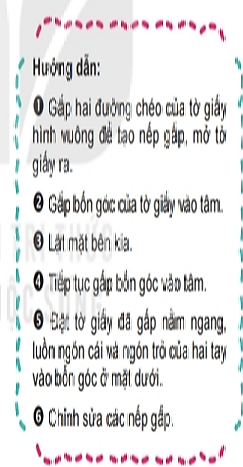 Hướng dẫn:
❶ Gấp hai đường chéo của tờ giấy
hình vuông để tạo nếp gấp, mở tờ
giấy ra.
❷ Gấp bốn góc của tờ giấy vào tâm.
❸ Lật mặt bên kia.
❹ Tiếp tục gấp bốn góc vào tâm.
❺ Đặt tờ giấy đã gấp nằm ngang,
luồn ngón cái và ngón trỏ của hai tay
vào bốn góc ở mặt dưới.
❻ Chỉnh sửa các nếp gấp.